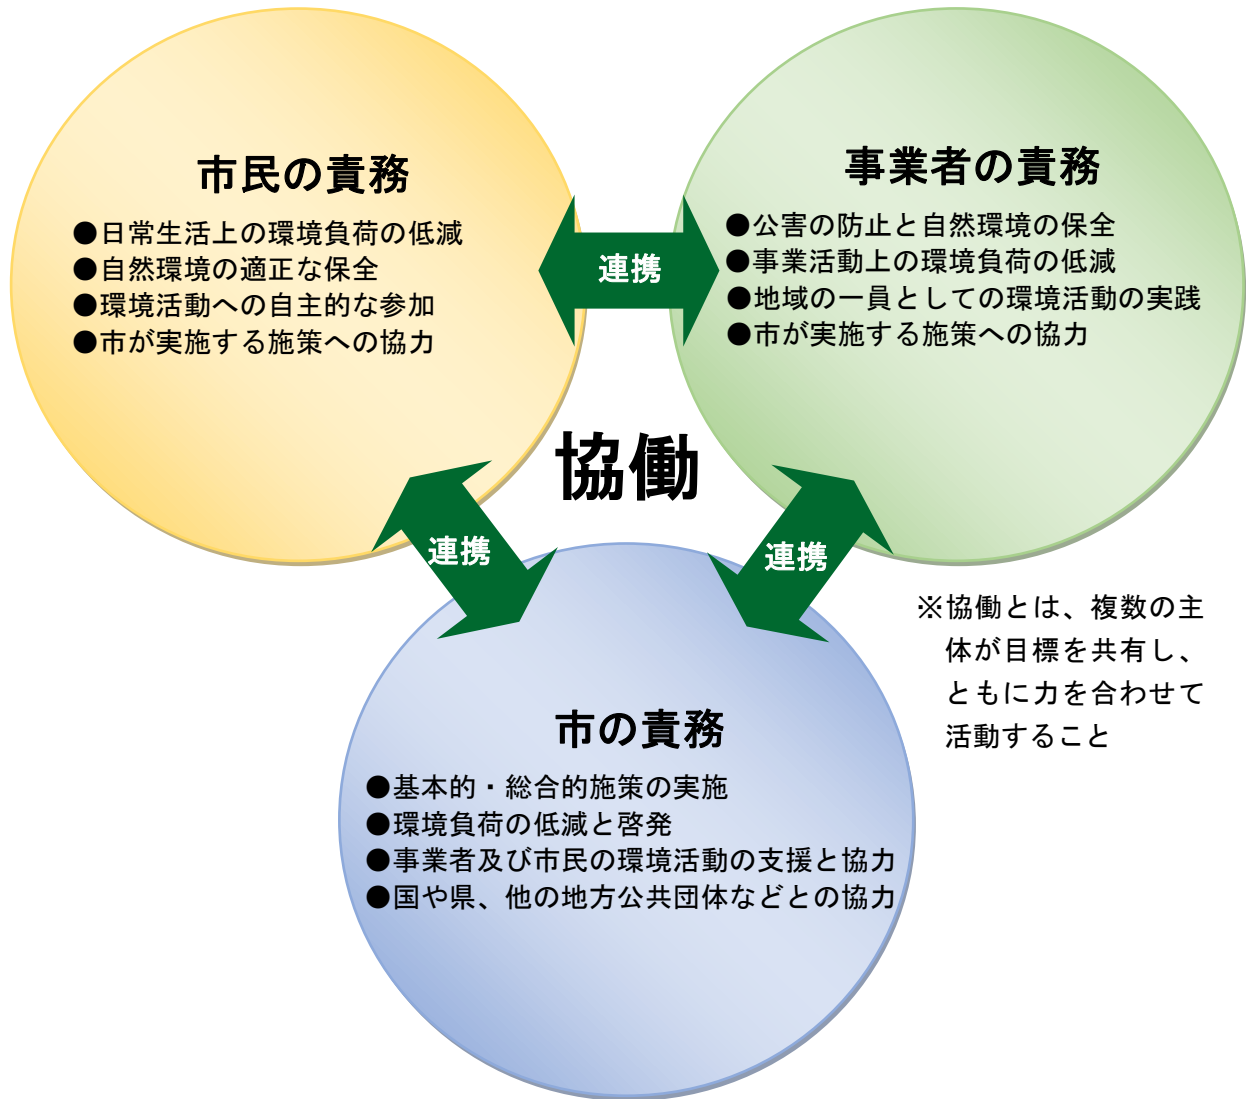 市民の責務
●日常生活上の環境負荷の低減
●自然環境の適正な保全
●環境活動への自主的な参加
●市が実施する施策への協力
連携
事業者の責務
●公害の防止と自然環境の保全
●事業活動上の環境負荷の低減
●地域の一員としての環境活動の実践
●市が実施する施策への協力
協働
連携
連携
※協働とは、複数の主
体が目標を共有し、
ともに力を合わせて
活動すること
市の責務
●基本的・総合的施策の実施
●環境負荷の低減と啓発
●事業者及び市民の環境活動の支援と協力
●国や県、他の地方公共団体などとの協力